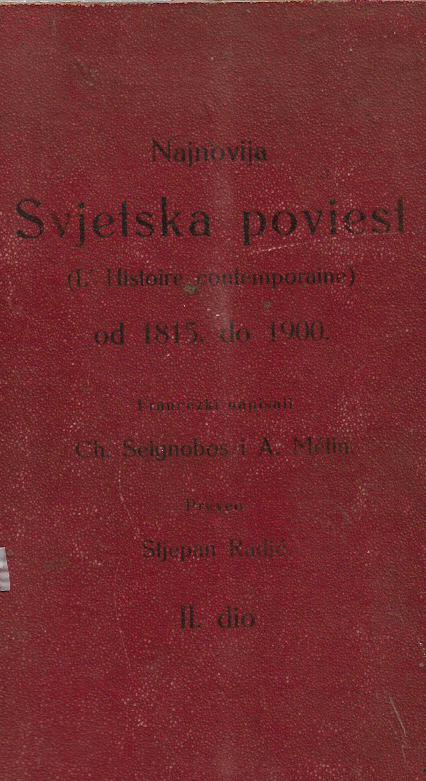 Najnovija
Svjetska poviest
(L' Histoire contemporaine)
od 1815. do 1900.
Francezki napisali
Ch. Seignobos i A. Métin.
Preveo
Stjepan Radić
II. dio